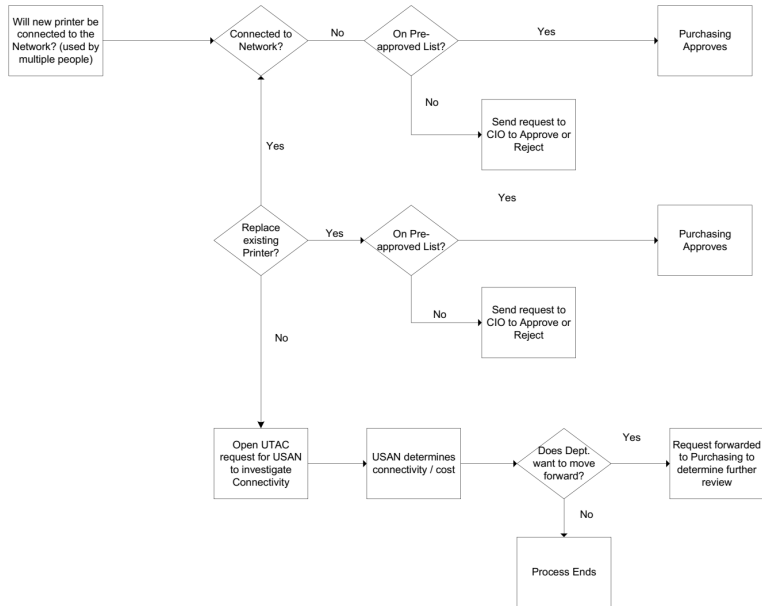 Will new printer be
connected to the
Network? (used by
multiple people)
Connected to
Network?
No
On Pre-
approved List?
Yes
Purchasing
Approves
No
Send request to
CIO to Approve or
Reject
Yes
Yes
Replace
existing
Printer?
Yes
On Pre-
approved List?
Purchasing
Approves
No
Send request to
CIO to Approve or
Reject
No
Open UTAC
request for USAN
to investigate
Connectivity
USAN determines
connectivity / cost
Does Dept.
want to move
forward?
Yes
Request forwarded
to Purchasing to
determine further
review
No
Process Ends